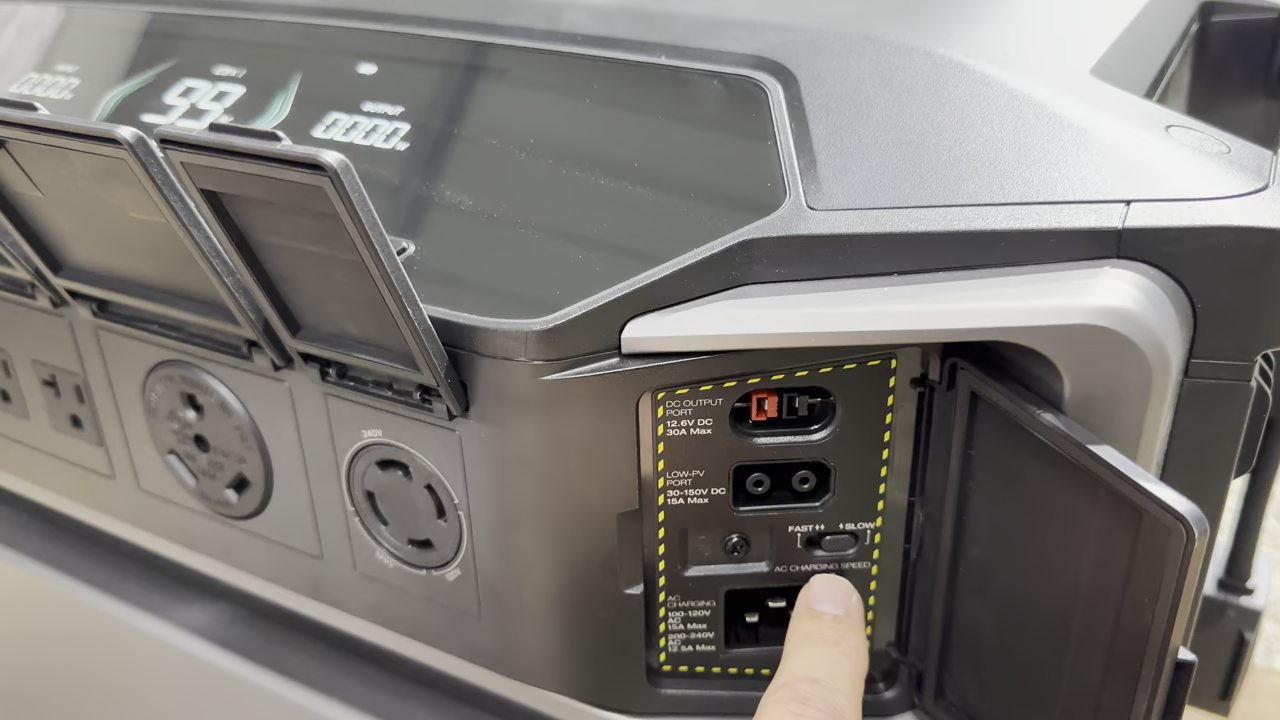 0000
99
OUTPUT
0000
DC OUTPUT
PORT
12.6V DC
30A Max
LOW-PV
PORT
30-150V DC
15A Max
FAST SLOW
AC CHARGING SPEED
AC
CHARGING
100-120V
AC
15A Max
200-240V
AC
12.5A Max
240V